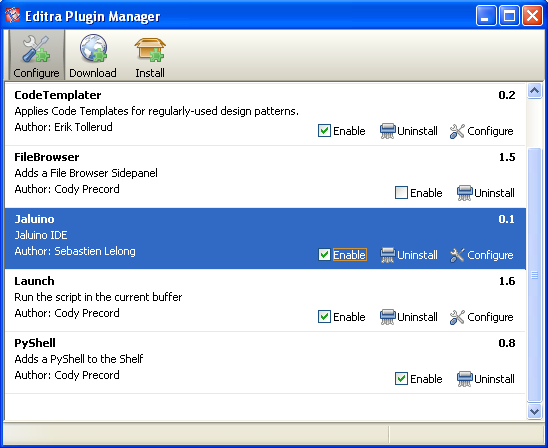 Editra Plugin Manager
Configure Download Install
CodeTemplater 0.2
Applies Code Templates for regularly-used design patterns.
Author: Erik Tollerud
Enable Uninstall Configure
FileBrowser 1.5
Adds a File Browser Sidepanel
Author: Cody Precord
Enable Uninstall
Jaluino 0.1
Jaluino IDE
Author: Sebastien Lelong
Enable Uninstall Configure
Launch 1.6
Run the script in the current buffer
Author: Cody Precord
Enable Uninstall Configure
PyShell 0.8
Adds a PyShell to the Shelf
Author: Cody Precord
Enable Uninstall